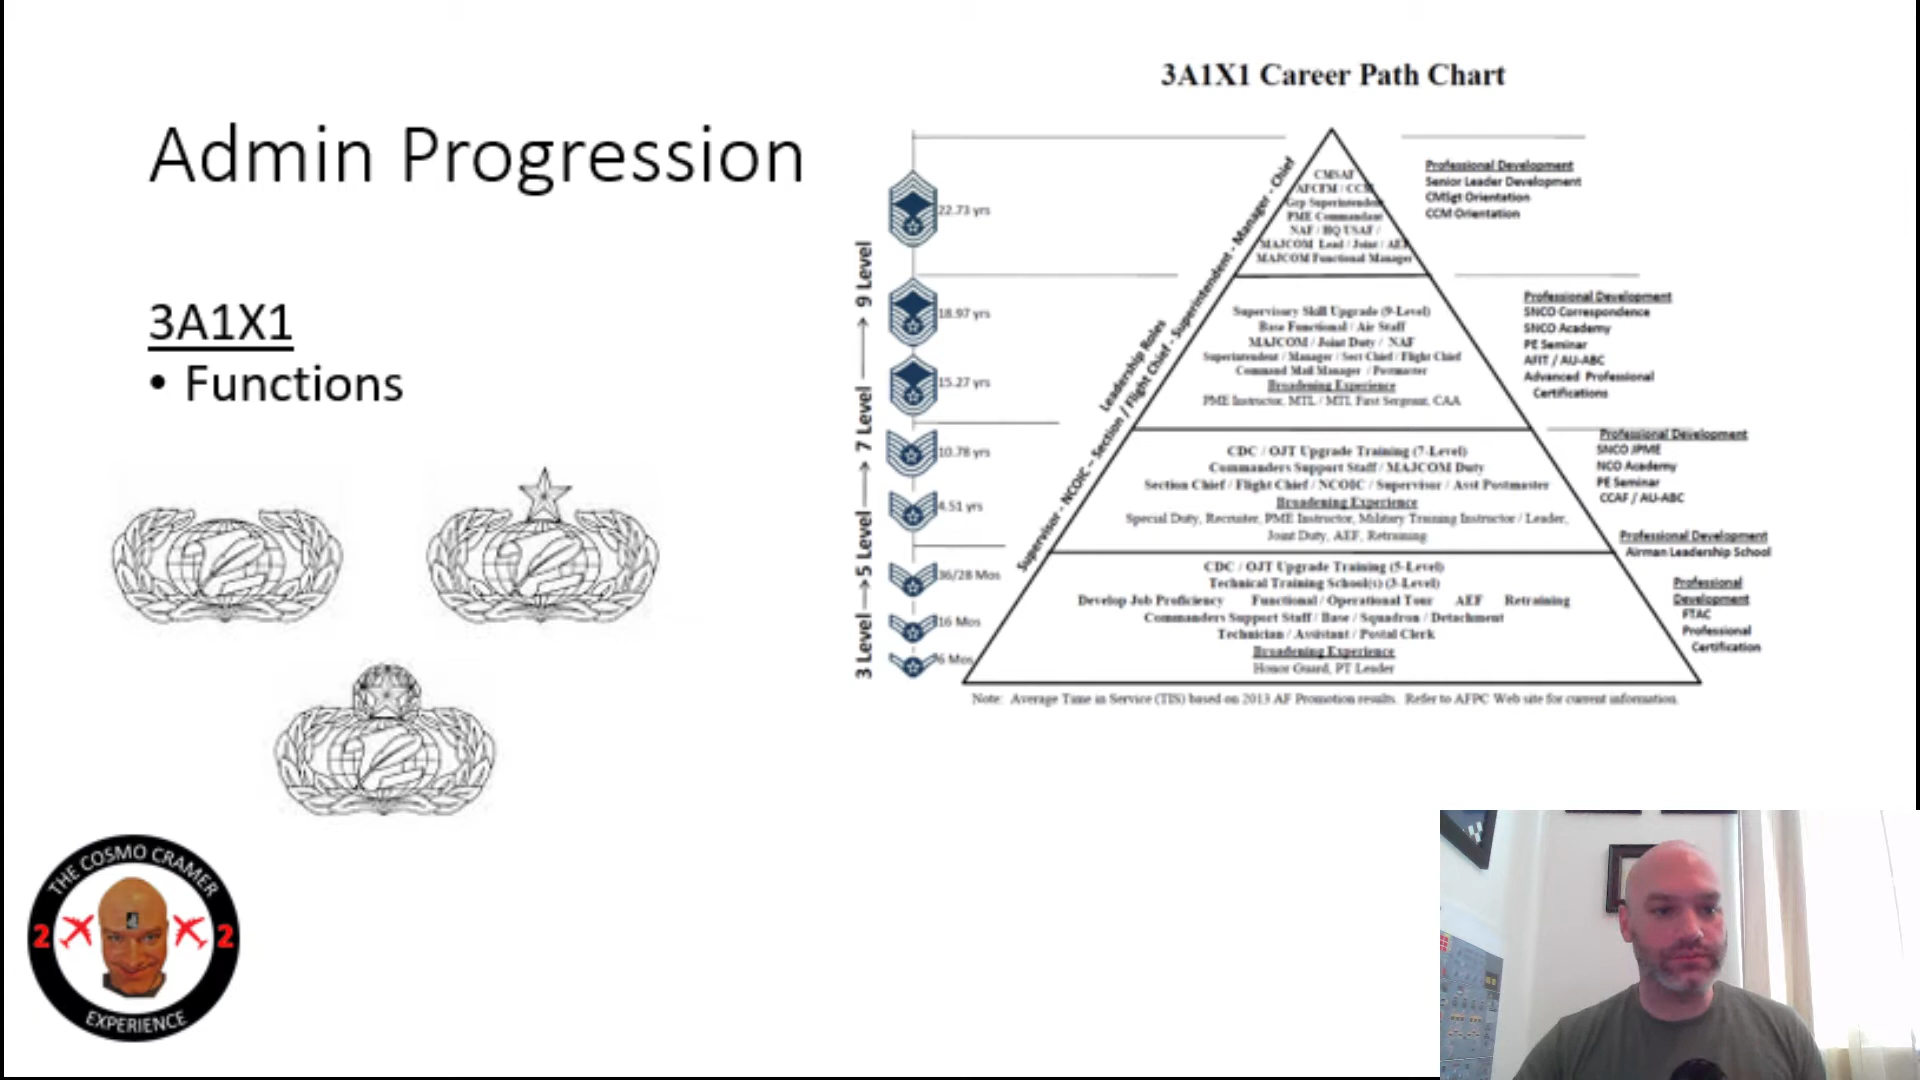 3A1X1 Career Path Chart
Admin Progression
3A1X1
• Functions
3 Level → 5 Level → 7 Level → 9 Level
22.73 yrs
18.97 yrs
15.27 yrs
10.78 yrs
4.51 yrs
36/28 Mos
16 Mos
6 Mos
Leadership Roles
Supervisor - NCOIC – Section / Flight Chief - Superintendent - Manager - Chief
CMSAF
AFCFM / CCM
Grp Superintendent
PME Commandant
NAF / HQ USAF /
MAJCOM Lead / Joint / AEF
MAJCOM Functional Manager
Supervisory Skill Upgrade (9-Level)
Base Functional / Air Staff
MAJCOM / Joint Duty / NAF
Superintendent / Manager / Sect Chief / Flight Chief
Command Mail Manager / Postmaster
Broadening Experience
PME Instructor, MTL / MTI, First Sergeant, CAA
CDC / OJT Upgrade Training (7-Level)
Commanders Support Staff / MAJCOM Duty
Section Chief / Flight Chief / NCOIC / Supervisor / Asst Postmaster
Broadening Experience
Special Duty, Recruiter, PME Instructor, Military Training Instructor / Leader,
Joint Duty, AEF, Retraining
CDC / OJT Upgrade Training (5-Level)
Technical Training School(s) (3-Level)
Develop Job Proficiency Functional / Operational Tour AEF Retraining
Commanders Support Staff / Base / Squadron / Detachment
Technician / Assistant / Postal Clerk
Broadening Experience
Honor Guard, PT Leader
Professional Development
Senior Leader Development
CMSgt Orientation
CCM Orientation
Professional Development
SNCO Correspondence
SNCO Academy
PE Seminar
AFIT / AU-ABC
Advanced Professional
Certifications
Professional Development
SNCO JPME
NCO Academy
PE Seminar
CCAF / AU-ABC
Professional Development
Airman Leadership School
Professional
Development
FTAC
Professional
Certification
Note: Average Time in Service (TIS) based on 2013 AF Promotion results. Refer to AFPC Web site for current information.
THE COSMO CRAMER
2 2
EXPERIENCE